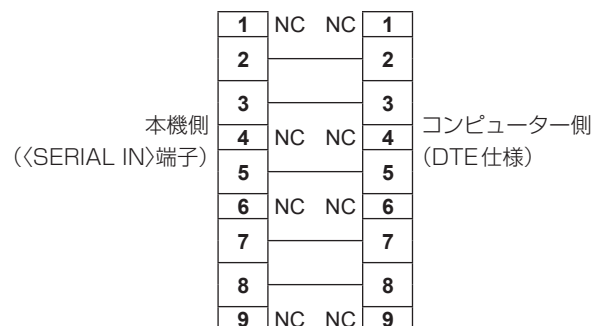 1 NC NC 1
2 2
3 3
本機側
(〈SERIAL IN〉端子)
4 NC NC 4
コンピューター側
(DTE仕様)
5 5
6 NC NC 6
7 7
8 8
9 NC NC 9